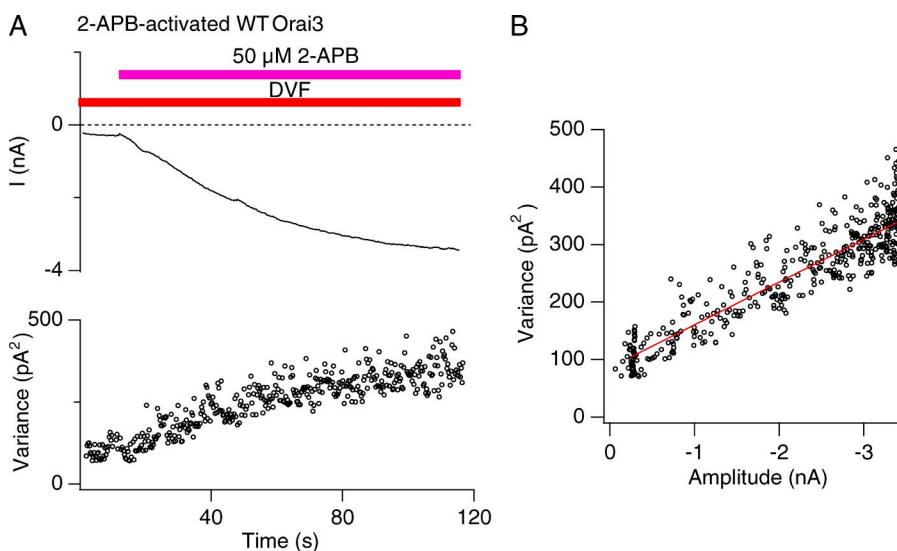 A
2-APB-activated WT Orai3
50 µM 2-APB
DVF
0
I (nA)
-4
500
Variance (pA²)
0
40
80
120
Time (s)
B
500
400
300
200
100
0
Variance (pA²)
0
-1
-2
-3
Amplitude (nA)